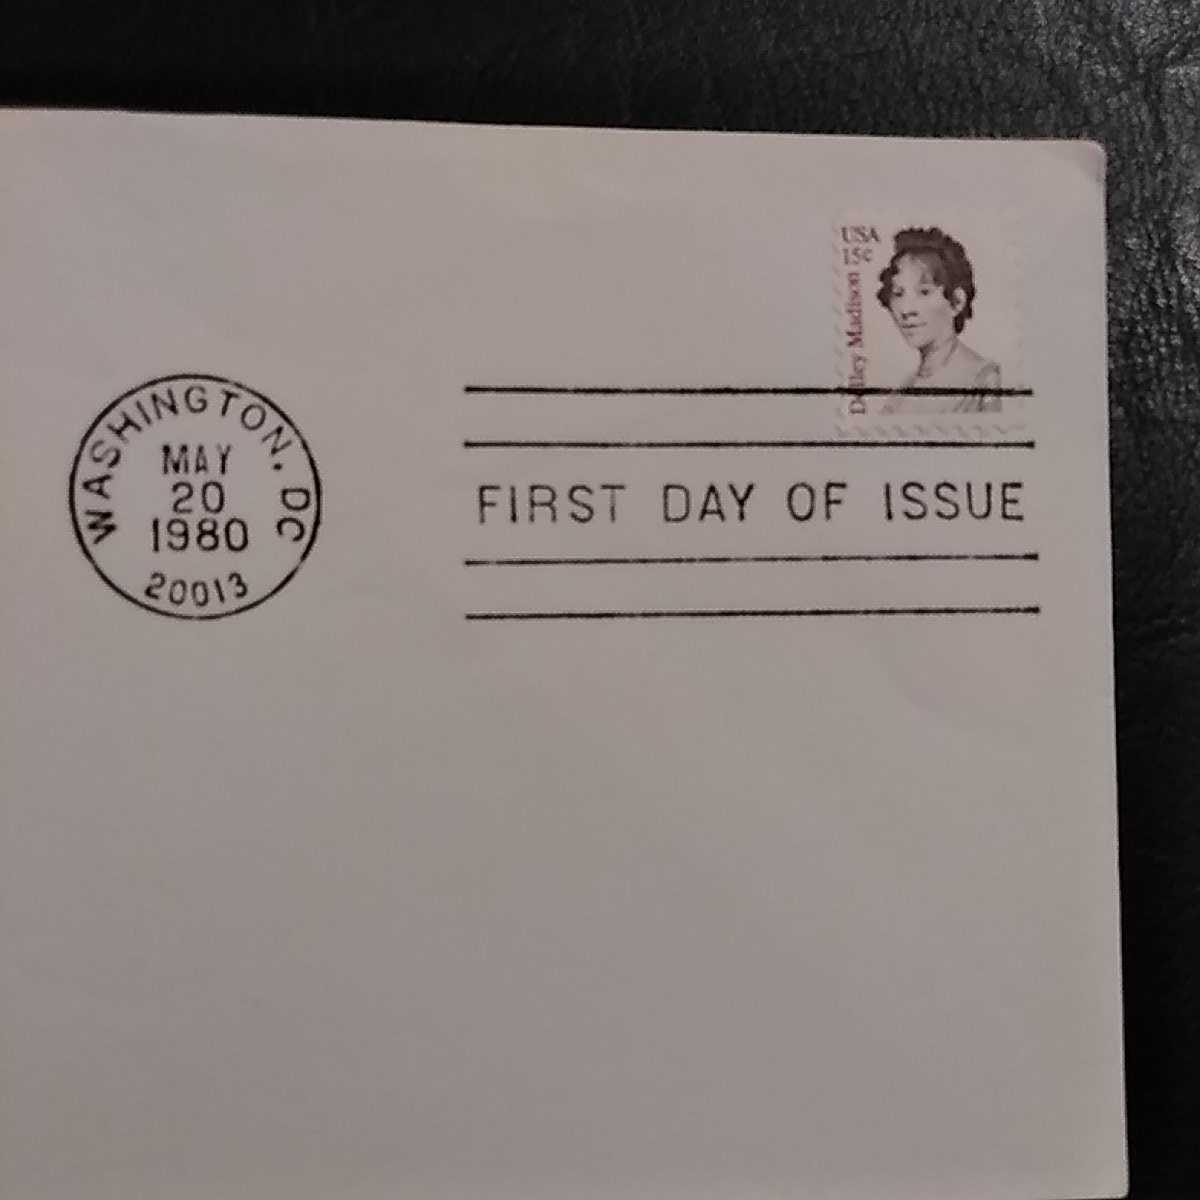 USA
15c
Dolley Madison
WASHINGTON, DC
MAY
20
1980
20013
FIRST DAY OF ISSUE